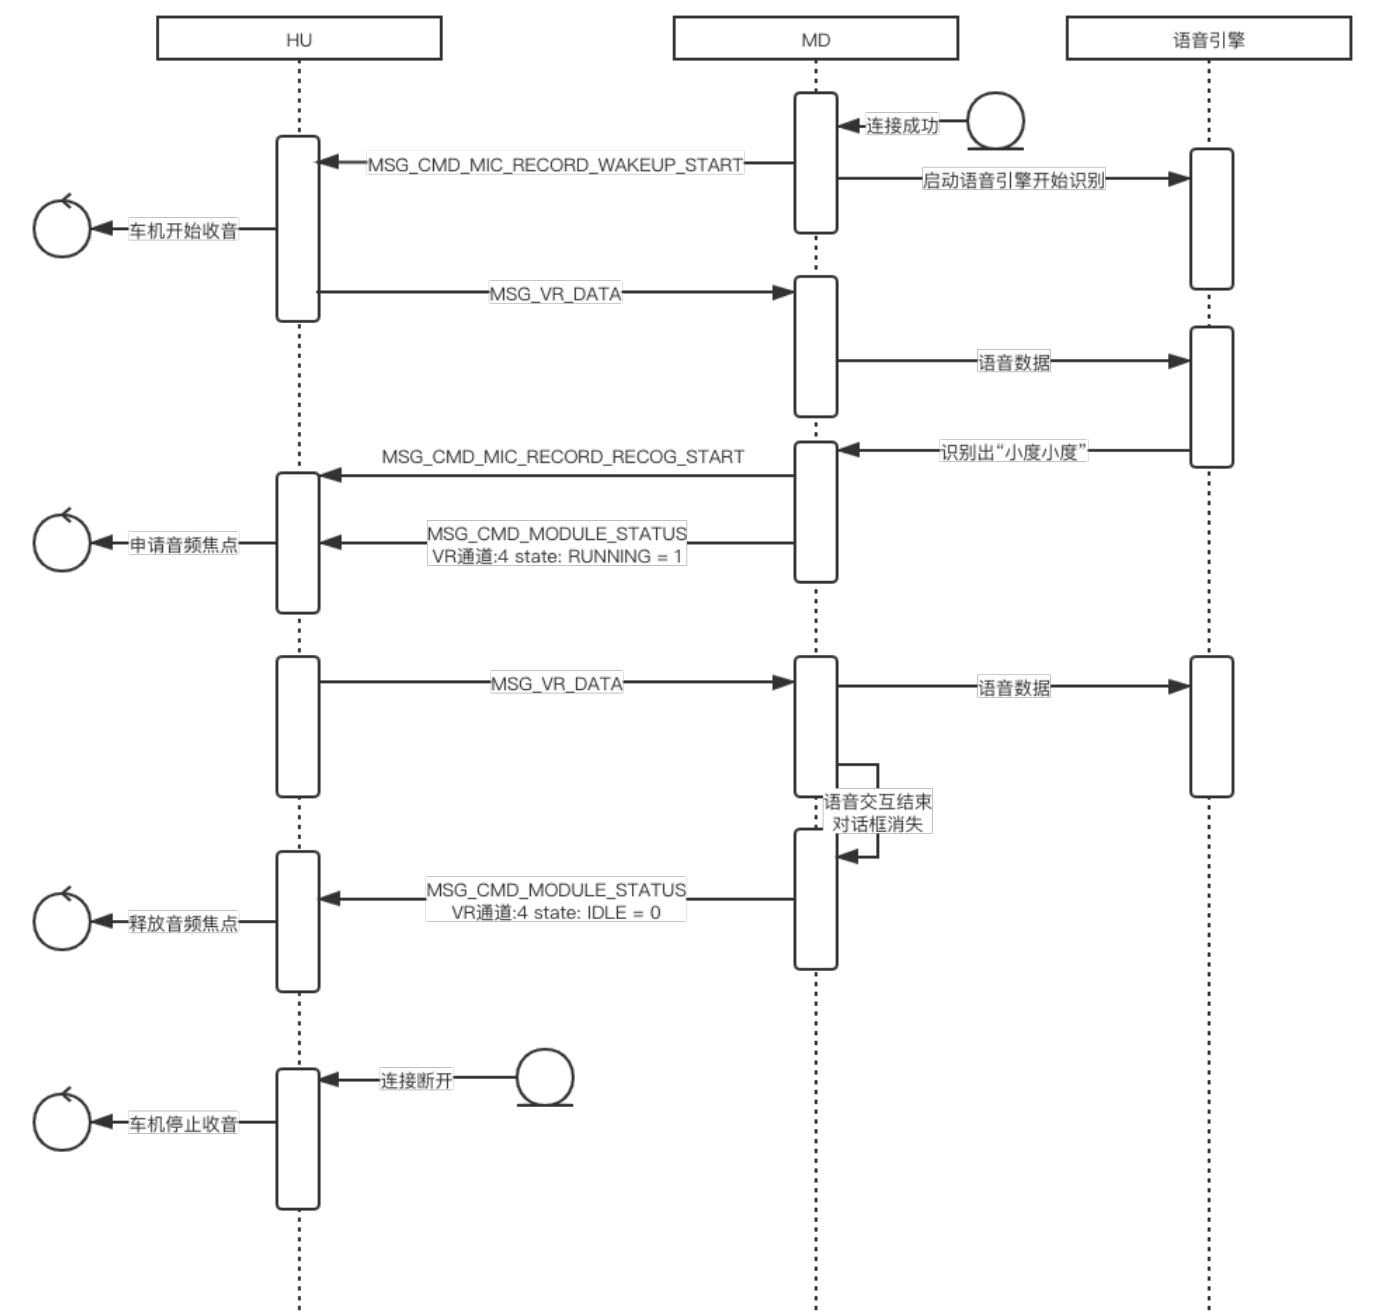 HU
MD
语音引擎
连接成功
MSG_CMD_MIC_RECORD_WAKEUP_START
启动语音引擎开始识别
车机开始收音
MSG_VR_DATA
语音数据
识别出“小度小度”
MSG_CMD_MIC_RECORD_RECOG_START
MSG_CMD_MODULE_STATUS
VR通道:4 state: RUNNING = 1
申请音频焦点
MSG_VR_DATA
语音数据
语音交互结束
对话框消失
MSG_CMD_MODULE_STATUS
VR通道:4 state: IDLE = 0
释放音频焦点
连接断开
车机停止收音